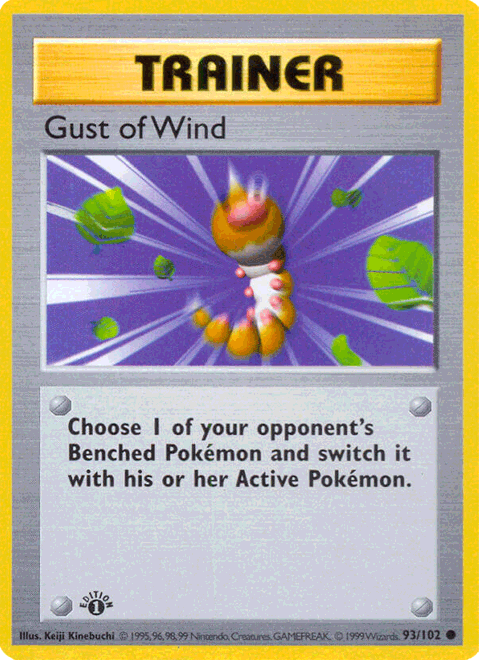 TRAINER
Gust of Wind
Choose 1 of your opponent's
Benched Pokémon and switch it
with his or her Active Pokémon.
EDITION
1
Illus. Keiji Kinebuchi © 1995, 96, 98, 99 Nintendo, Creatures, GAMEFREAK. © 1999 Wizards. 93/102